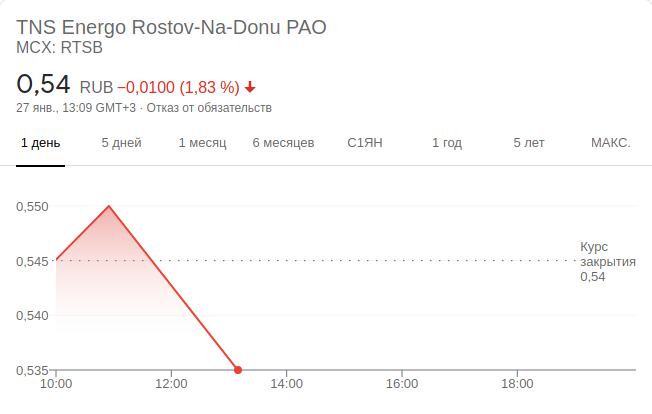 TNS Energo Rostov-Na-Donu PAO
MCX: RTSB
0,54 RUB −0,0100 (1,83 %)
27 янв., 13:09 GMT+3 · Отказ от обязательств
1 день 5 дней 1 месяц 6 месяцев С1ЯН 1 год 5 лет МАКС.
0,550
0,545
Курс
закрытия
0,54
0,540
0,535
10:00 12:00 14:00 16:00 18:00